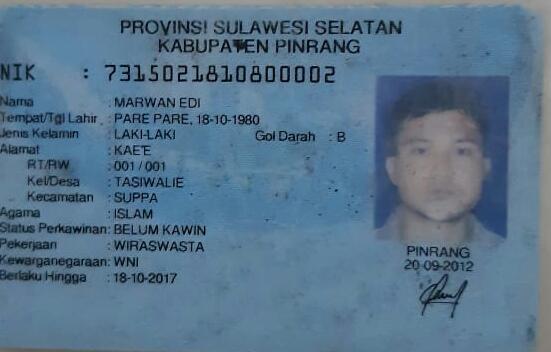 PROVINSI SULAWESI SELATAN
KABUPATEN PINRANG
NIK : 7315021810800002
Nama : MARWAN EDI
Tempat/Tgl Lahir : PARE PARE, 18-10-1980
Jenis Kelamin : LAKI-LAKI Gol Darah : B
Alamat : KAE'E
RT/RW : 001 / 001
Kel/Desa : TASIWALIE
Kecamatan : SUPPA
Agama : ISLAM
Status Perkawinan: BELUM KAWIN
Pekerjaan : WIRASWASTA
Kewarganegaraan: WNI
Berlaku Hingga : 18-10-2017
PINRANG
20-09-2012